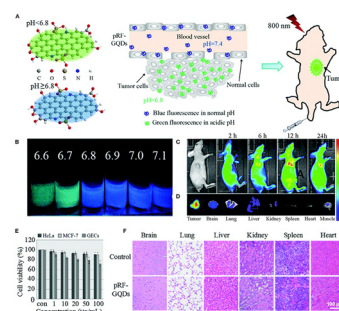 A
pH<6.8
C O S N H
pH≥6.8
pRF-
GQDs
Blood vessel
pH=7.4
Tumor cells
Normal cells
pH<6.8
Blue fluorescence in normal pH
Green fluorescence in acidic pH
800 nm
Tum
B
6.6 6.7 6.8 6.9 7.0 7.1
C
2 h 6 h 12 h 24h
D
Tumor Brain Lung Liver Kidney Spleen Heart Muscle
E
HeLa MCF-7 GECs
Cell viability (%)
100
80
60
40
20
0
con 1 10 20 50 100
F
Brain Lung Liver Kidney Spleen Heart
Control
pRF-
GQDs